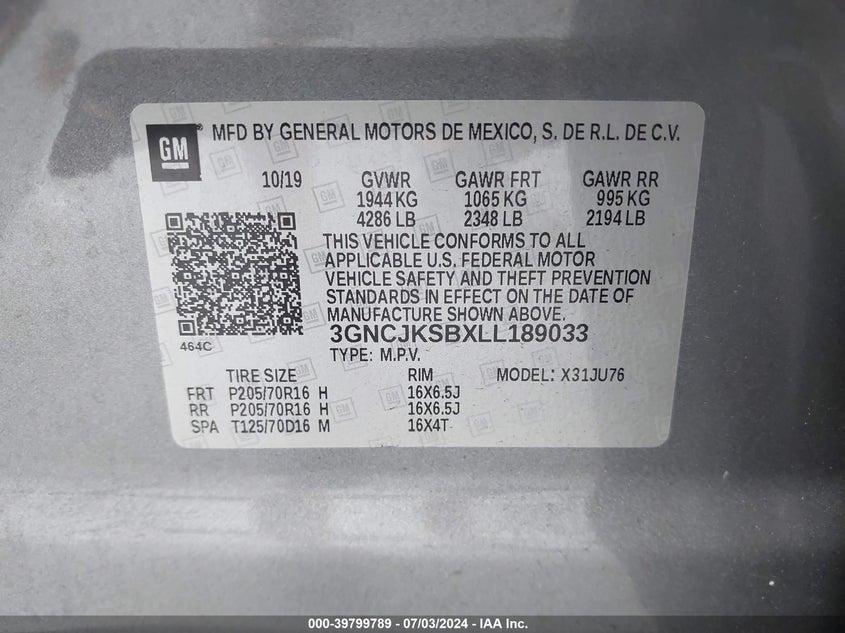 GM MFD BY GENERAL MOTORS DE MEXICO, S. DE R.L. DE C.V.
10/19 GVWR GAWR FRT GAWR RR
1944 KG 1065 KG 995 KG
4286 LB 2348 LB 2194 LB
THIS VEHICLE CONFORMS TO ALL
APPLICABLE U.S. FEDERAL MOTOR
VEHICLE SAFETY AND THEFT PREVENTION
STANDARDS IN EFFECT ON THE DATE OF
MANUFACTURE SHOWN ABOVE.
3GNCJKSBXLL189033
464C
TYPE: M.P.V.
TIRE SIZE RIM MODEL: X31JU76
FRT P205/70R16 H 16X6.5J
RR P205/70R16 H 16X6.5J
SPA T125/70D16 M 16X4T
000-39799789 / 07/03/2024 - IAA Inc.